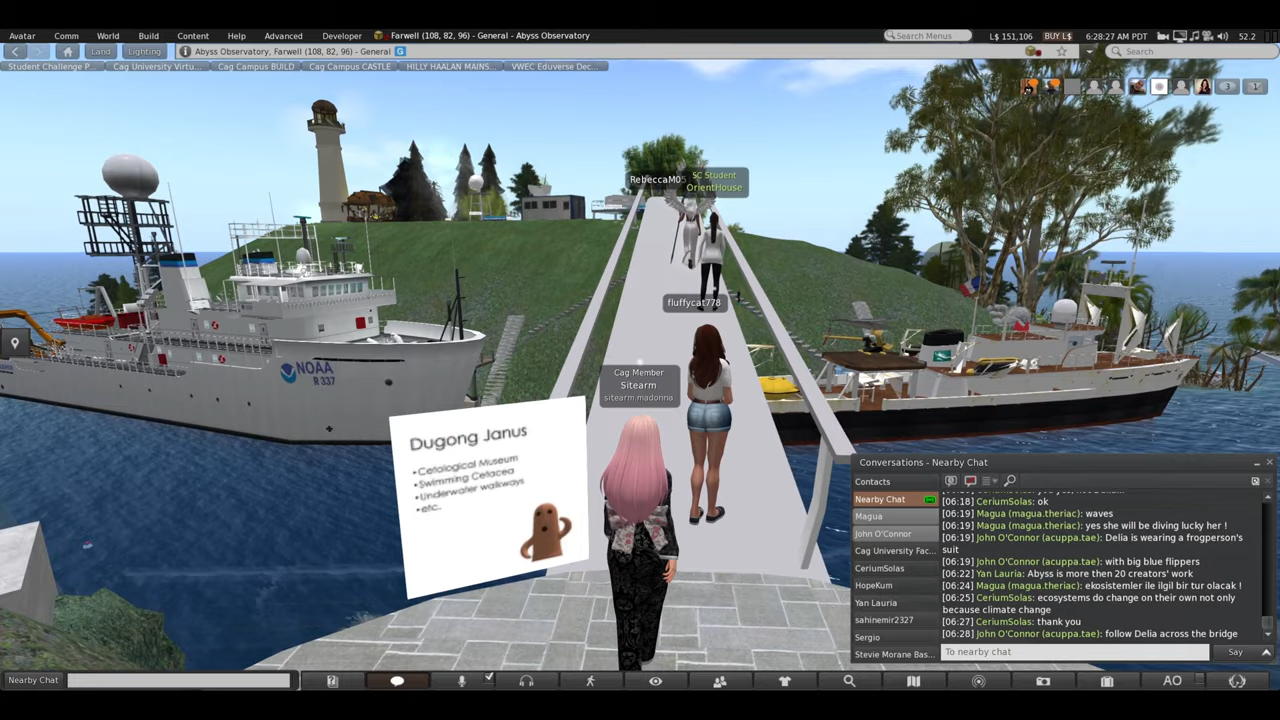 Avatar Comm World Build Content Help Advanced Developer Farwell (108, 82, 96) - General - Abyss Observatory Search Menus L$ 151,106 BUY L$ 6:28:27 AM PDT 52.2
Land Lighting Abyss Observatory, Farwell (108, 82, 96) - General G Search
Student Challenge P... Cag University Virtu... Cag Campus BUILD Cag Campus CASTLE HILLY HAALAN MAINS... VWEC Eduverse Dec...
3 1
SC Student
RebeccaM05 OrientHouse
fluffycat778
Cag Member
Sitearm
sitearm.madonna
NOAA
R 337
Dugong Janus
•Cetological Museum
•Swimming Cetacea
•Underwater walkways
•etc..
Conversations - Nearby Chat
Contacts
Nearby Chat
Magua
John O'Connor
Cag University Fac...
CeriumSolas
HopeKum
Yan Lauria
sahinemir2327
Sergio
Stevie Morane Bas...
[06:18] CeriumSolas: ok
[06:19] Magua (magua.theriac): waves
[06:19] Magua (magua.theriac): yes she will be diving lucky her !
[06:19] John O'Connor (acuppa.tae): Delia is wearing a frogperson's
suit
[06:19] John O'Connor (acuppa.tae): with big blue flippers
[06:22] Yan Lauria: Abyss is more then 20 creators' work
[06:24] Magua (magua.theriac): ekosistemler ile ilgil bir tur olacak !
[06:25] CeriumSolas: ecosystems do change on their own not only
because climate change
[06:27] CeriumSolas: thank you
[06:28] John O'Connor (acuppa.tae): follow Delia across the bridge
To nearby chat Say
Nearby Chat AO